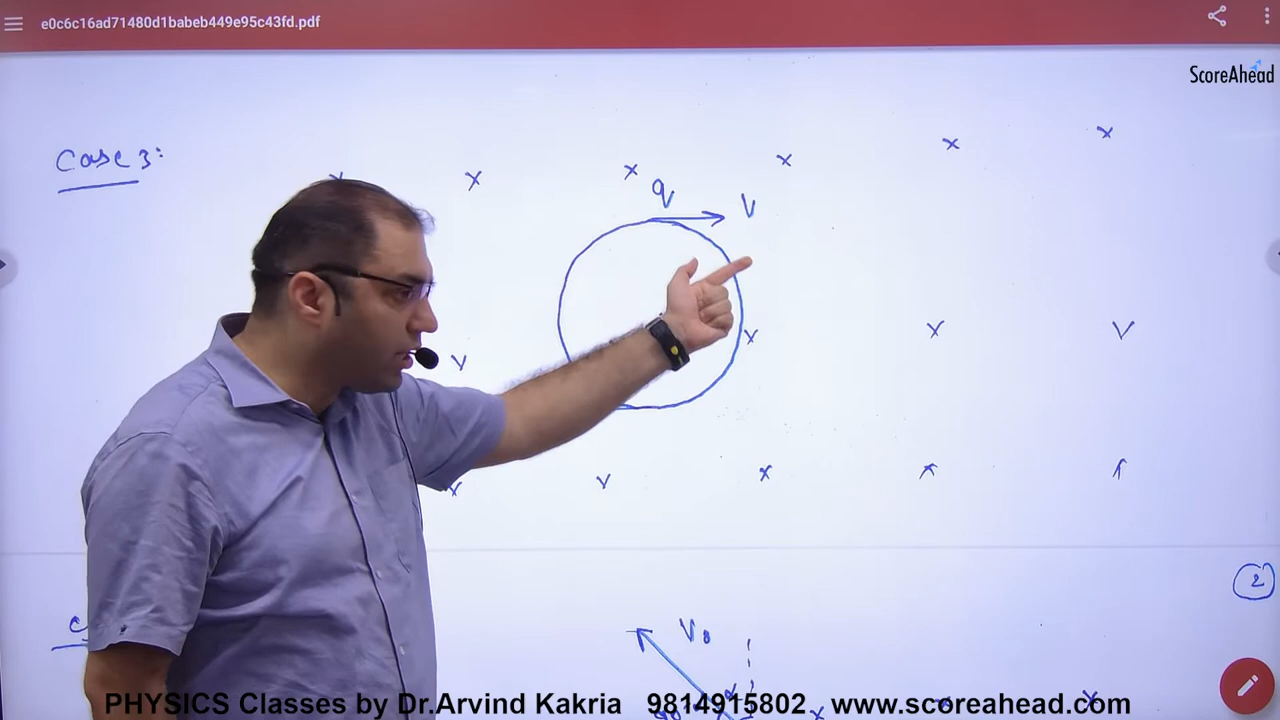 e0c6c16ad71480d1babeb449e95c43fd.pdf
ScoreAhead
Case 3:
q
V
2
V0
PHYSICS Classes by Dr.Arvind Kakria 9814915802 www.scoreahead.com